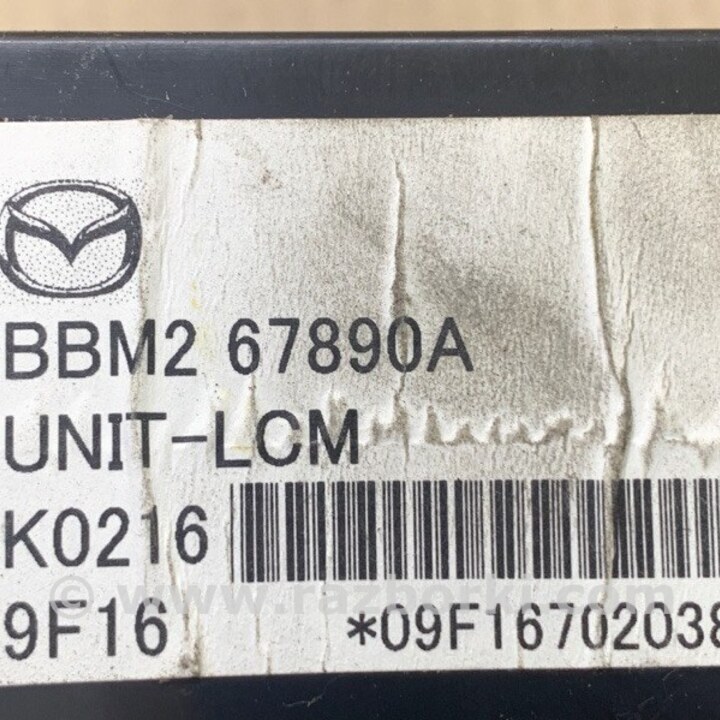 BBM2 67890A
UNIT-LCM
K0216
© www.razborki.com
9F16 *09F16702038